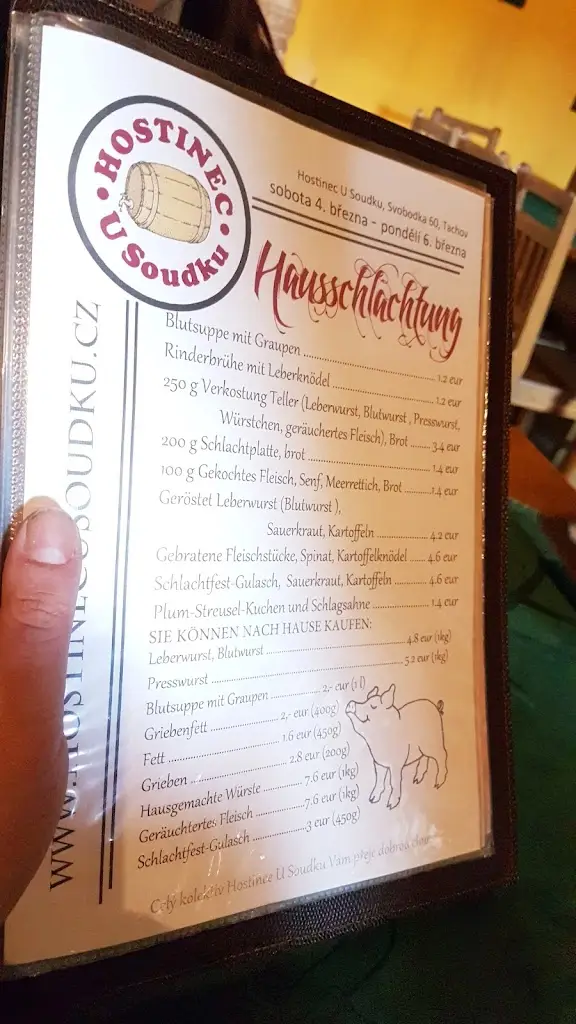 HOSTINEC
U Soudku
Hostinec U Soudku, Svobodka 60, Tachov
sobota 4. března - pondělí 6. března
Hausschlachtung
Blutsuppe mit Graupen ........ 1.2 eur
Rinderbrühe mit Leberknödel ........ 1.2 eur
250 g Verkostung Teller (Leberwurst, Blutwurst , Presswurst,
Würstchen, geräuchertes Fleisch), Brot ........ 3.4 eur
200 g Schlachtplatte, brot ........ 1.4 eur
100 g Gekochtes Fleisch, Senf, Meerrettich, Brot ........ 1.4 eur
Geröstet Leberwurst (Blutwurst ),
Sauerkraut, Kartoffeln ........ 4.2 eur
Gebratene Fleischstücke, Spinat, Kartoffelknödel ........ 4.6 eur
Schlachtfest-Gulasch, Sauerkraut, Kartoffeln ........ 4.6 eur
Plum-Streusel-Kuchen und Schlagsahne ........ 1.4 eur
SIE KÖNNEN NACH HAUSE KAUFEN:
Leberwurst, Blutwurst ........ 4.8 eur (1kg)
Presswurst ........ 5.2 eur (1kg)
Blutsuppe mit Graupen ........ 2,- eur (1 l)
Griebenfett ........ 2,- eur (400g)
Fett ........ 1.6 eur (450g)
Grieben ........ 2.8 eur (200g)
Hausgemachte Würste ........ 7.6 eur (1kg)
Geräuchertes Fleisch ........ 7.6 eur (1kg)
Schlachtfest-Gulasch ........ 3 eur (450g)
Celý kolektiv Hostinec U Soudku Vám přeje dobrou chuť